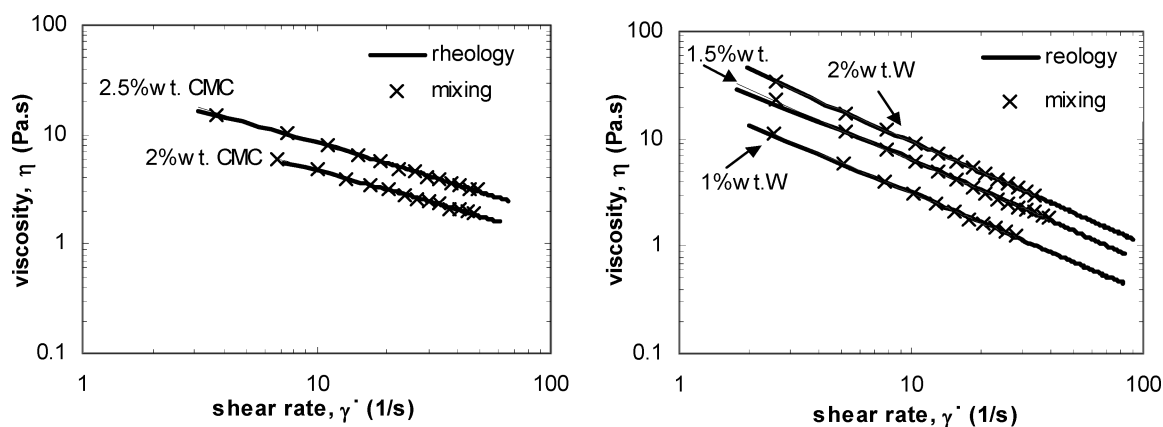 100
10
1
0.1
viscosity, η (Pa.s)
rheology
mixing
2.5%wt. CMC
2%wt. CMC
1
10
100
shear rate, γ˙ (1/s)
100
10
1
0.1
viscosity, η (Pa.s)
1.5%wt.
2%wt.W
1%wt.W
reology
mixing
1
10
100
shear rate, γ˙ (1/s)